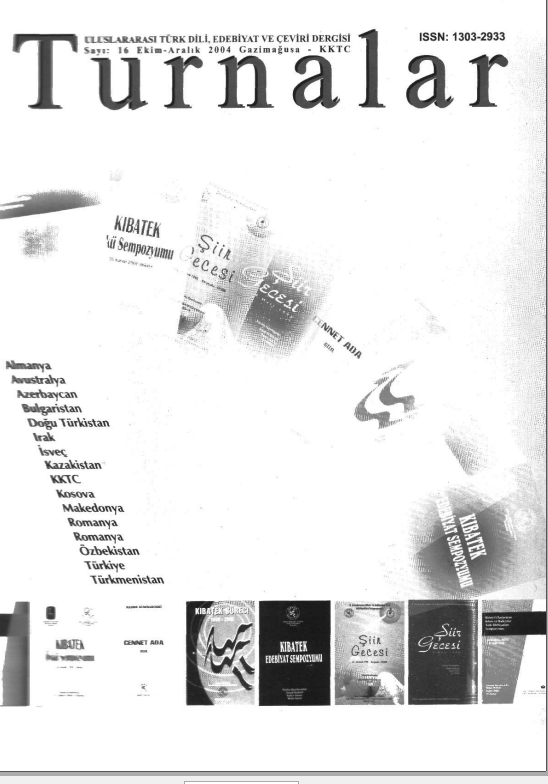 ULUSLARARASI TÜRK DİLİ, EDEBİYAT VE ÇEVİRİ DERGİSİ
ISSN: 1303-2933
Sayı: 16 Ekim-Aralık 2004 Gazimağusa - KKTC
Turnalar
KIBATEK
Sempozyumu
Şiir
Gecesi
Şiir
Gecesi
CENNET ADA
Almanya
Avustralya
Azerbaycan
Bulgaristan
Doğu Türkistan
Irak
İsveç
Kazakistan
KKTC
Kosova
Makedonya
Romanya
Romanya
Özbekistan
Türkiye
Türkmenistan
KIBATEK
EDEBİYAT SEMPOZYUMU
KIBATEK
CENNET ADA
KIBATEK SÜRECİ
KIBATEK
EDEBİYAT SEMPOZYUMU
Şiir
Gecesi
Şiir
Gecesi